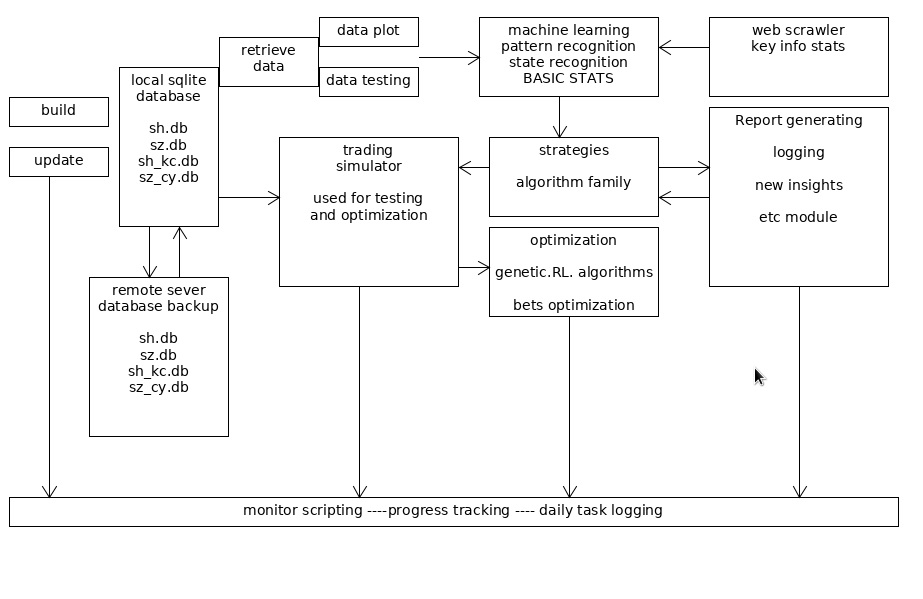 build
update
local sqlite
database
sh.db
sz.db
sh_kc.db
sz_cy.db
retrieve
data
data plot
data testing
machine learning
pattern recognition
state recognition
BASIC STATS
web scrawler
key info stats
remote sever
database backup
sh.db
sz.db
sh_kc.db
sz_cy.db
trading
simulator
used for testing
and optimization
strategies
algorithm family
optimization
genetic.RL. algorithms
bets optimization
Report generating
logging
new insights
etc module
monitor scripting ----progress tracking ---- daily task logging